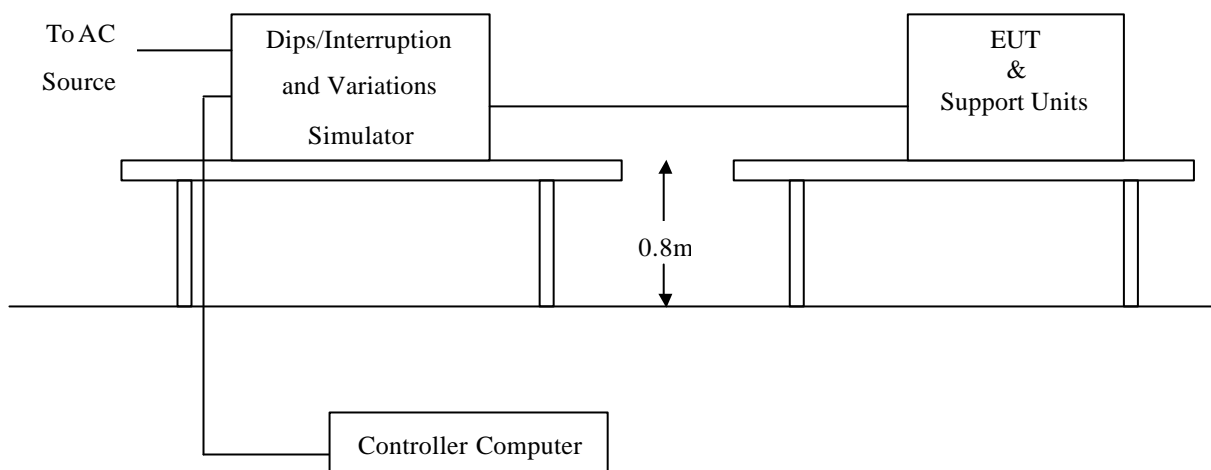 To AC
Source
Dips/Interruption
and Variations
Simulator
EUT
&
Support Units
0.8m
Controller Computer